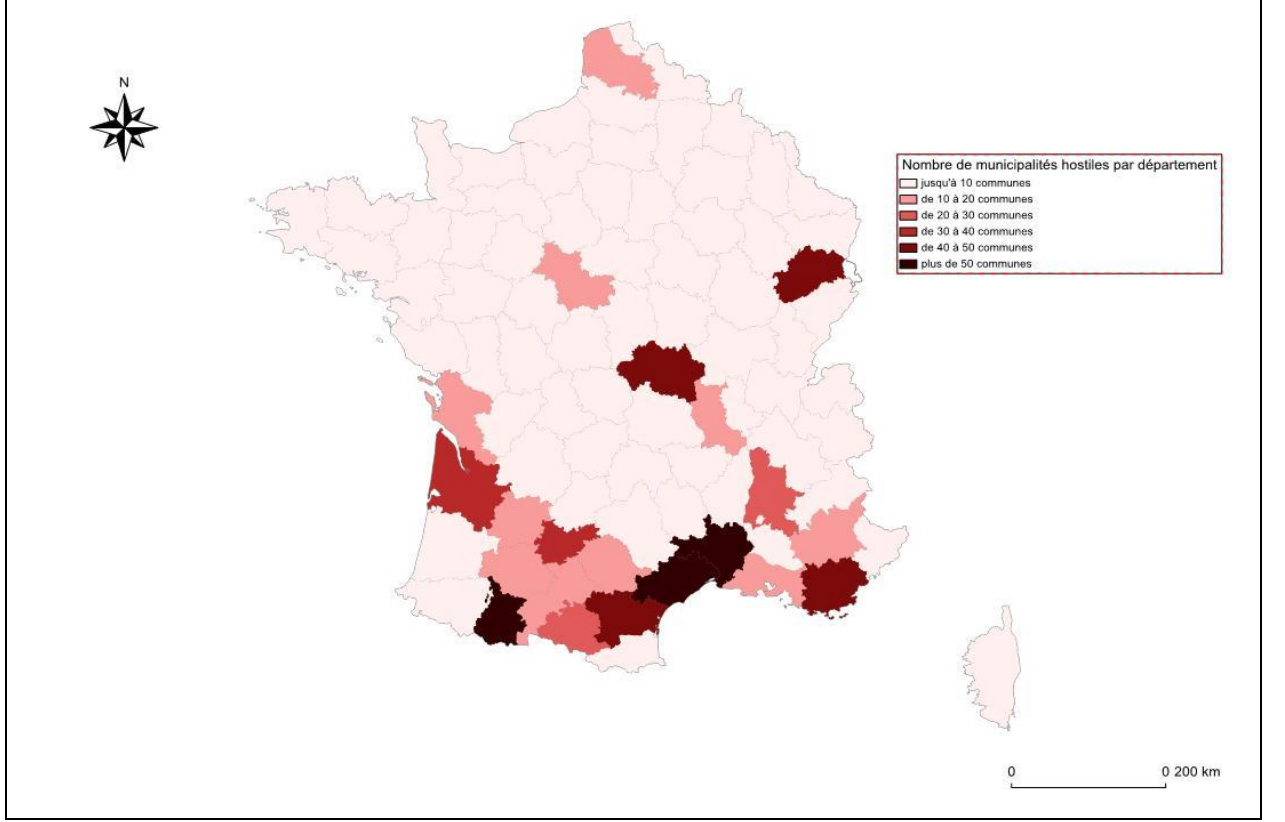 N
Nombre de municipalités hostiles par département
jusqu'à 10 communes
de 10 à 20 communes
de 20 à 30 communes
de 30 à 40 communes
de 40 à 50 communes
plus de 50 communes
0 0 200 km